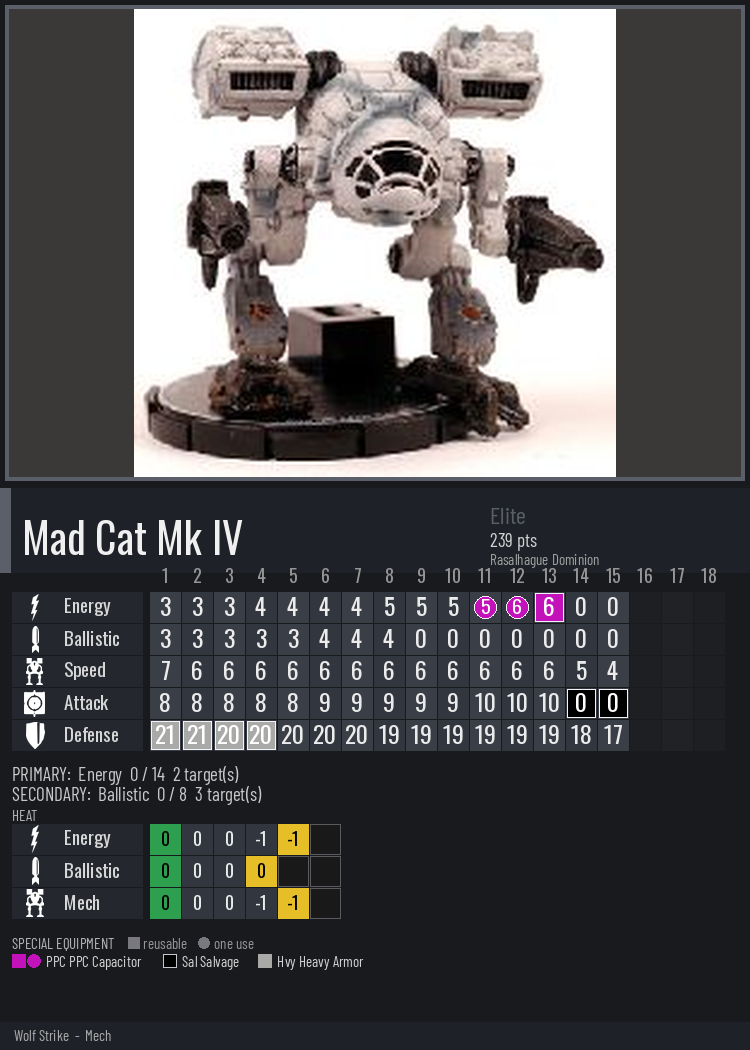 Mad Cat Mk IV
Elite
239 pts
Rasalhague Dominion
1 2 3 4 5 6 7 8 9 10 11 12 13 14 15 16 17 18
Energy 3 3 3 4 4 4 4 5 5 5 5 6 6 0 0
Ballistic 3 3 3 3 3 4 4 4 0 0 0 0 0 0 0
Speed 7 6 6 6 6 6 6 6 6 6 6 6 6 5 4
Attack 8 8 8 8 8 9 9 9 9 9 10 10 10 0 0
Defense 21 21 20 20 20 20 20 19 19 19 19 19 19 18 17
PRIMARY: Energy 0 / 14 2 target(s)
SECONDARY: Ballistic 0 / 8 3 target(s)
HEAT
Energy 0 0 0 -1 -1
Ballistic 0 0 0 0
Mech 0 0 0 -1 -1
SPECIAL EQUIPMENT reusable one use
PPC PPC Capacitor Sal Salvage Hvy Heavy Armor
Wolf Strike - Mech